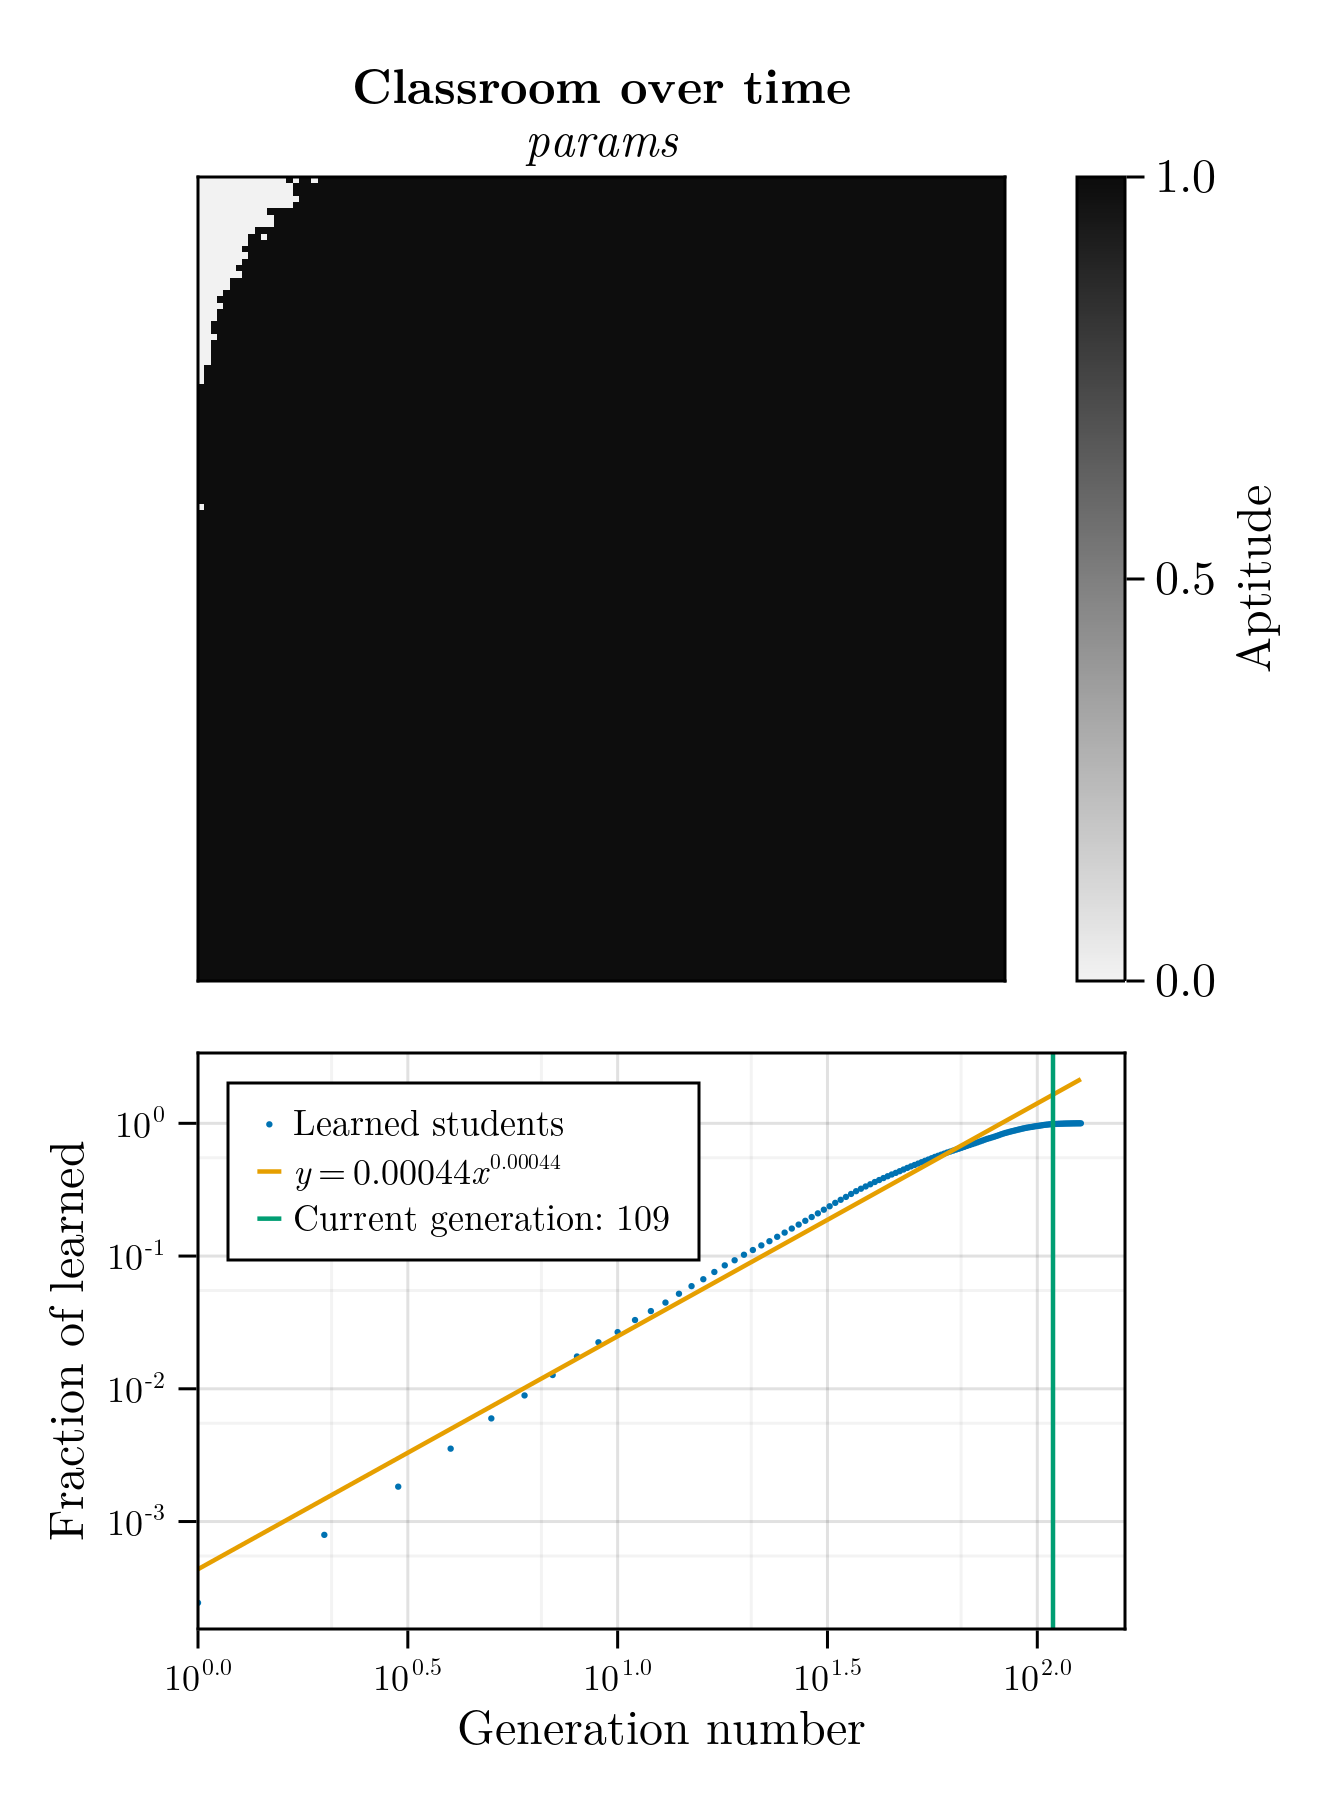 Classroom over time
params
1.0
0.5
0.0
Aptitude
Learned students
y = 0.00044x^0.00044
Current generation: 109
10^0
10^-1
10^-2
10^-3
Fraction of learned
10^0.0 10^0.5 10^1.0 10^1.5 10^2.0
Generation number